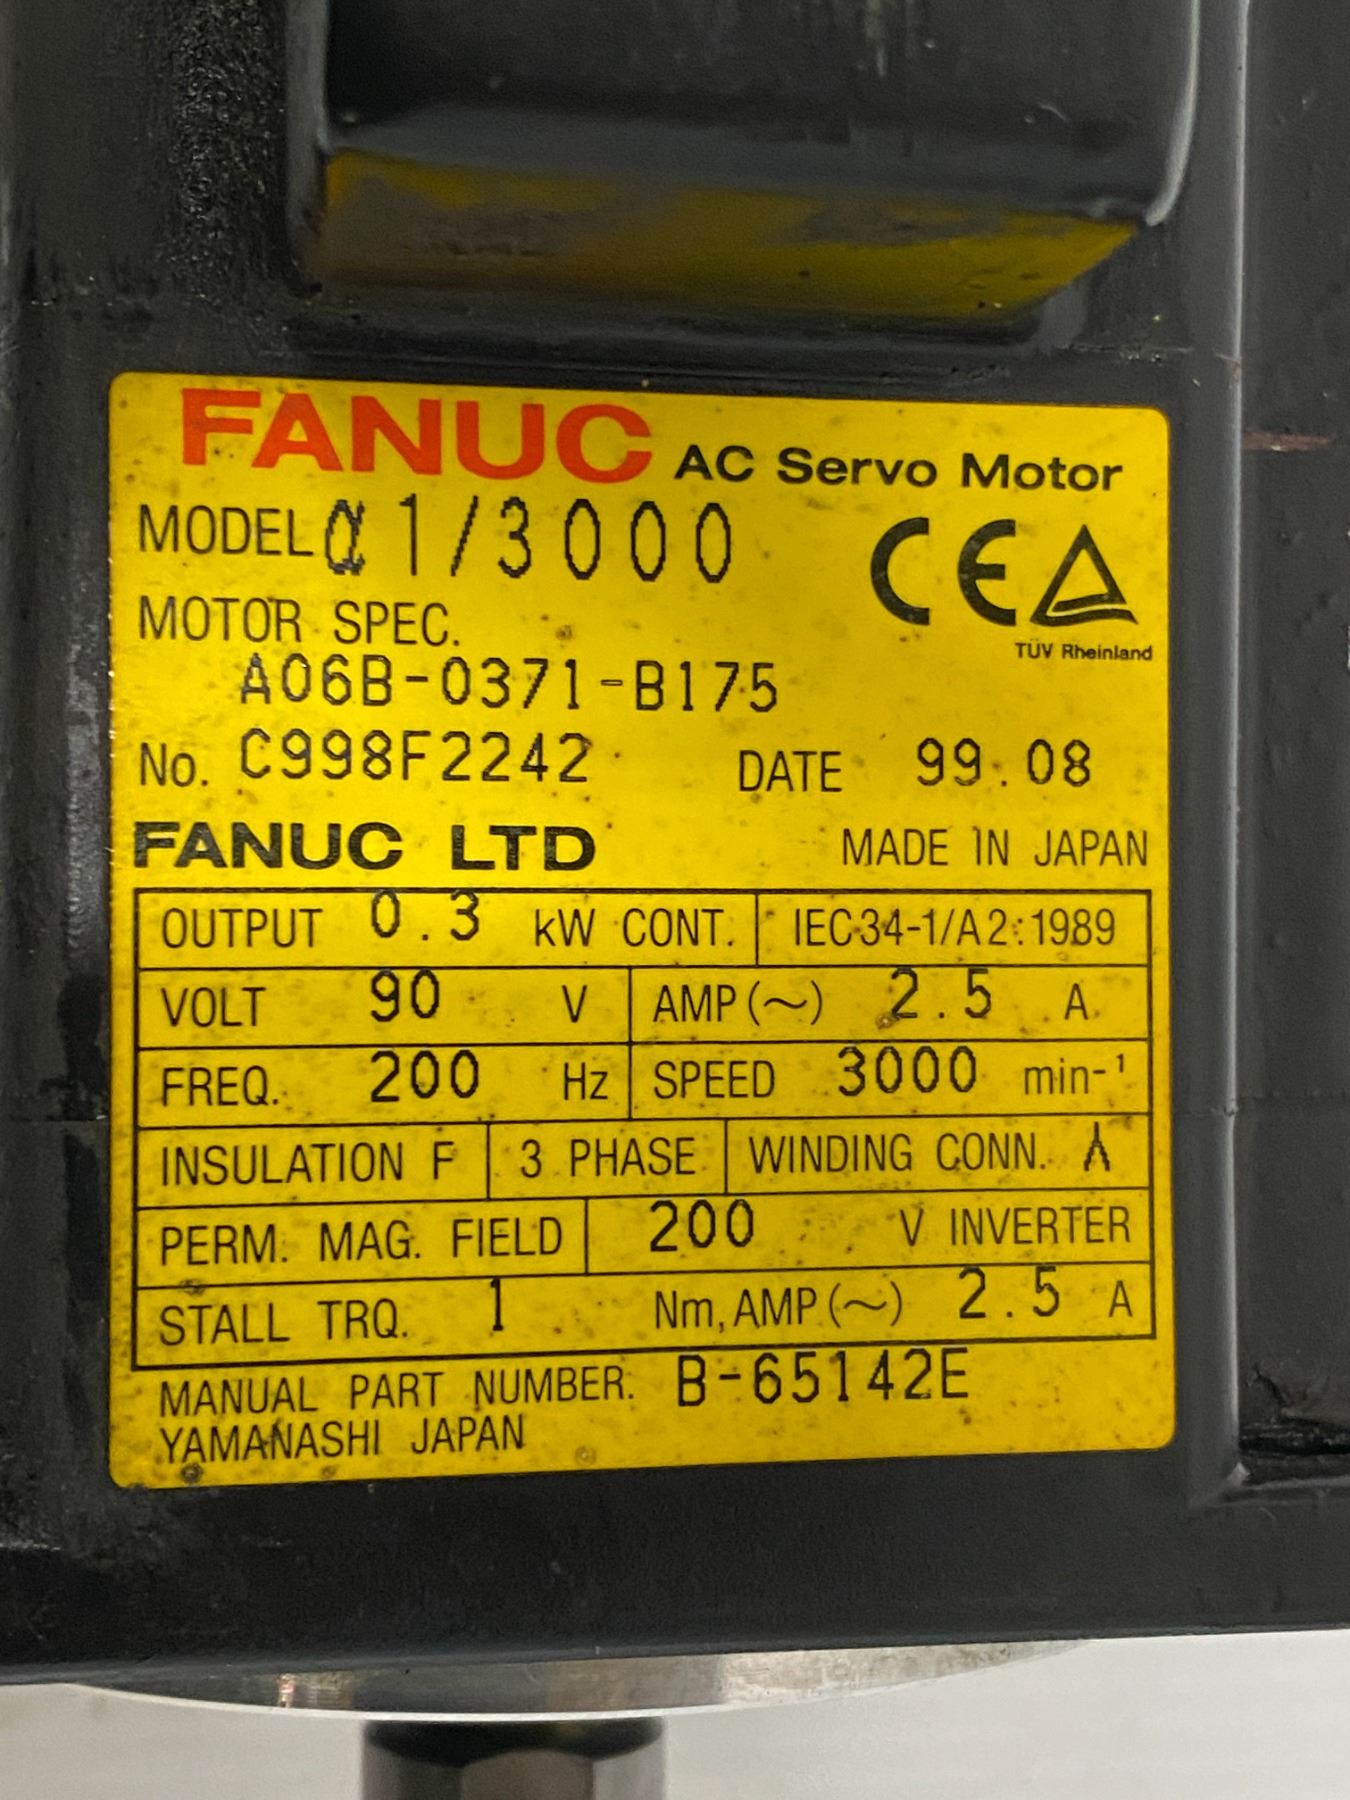 FANUC AC Servo Motor
MODEL α1/3000
CE
TÜV Rheinland
MOTOR SPEC.
A06B-0371-B175
No. C998F2242 DATE 99.08
FANUC LTD MADE IN JAPAN
OUTPUT 0.3 kW CONT. IEC34-1/A2:1989
VOLT 90 V AMP(~) 2.5 A
FREQ. 200 Hz SPEED 3000 min-¹
INSULATION F 3 PHASE WINDING CONN. ⅄
PERM. MAG. FIELD 200 V INVERTER
STALL TRQ. 1 Nm, AMP(~) 2.5 A
MANUAL PART NUMBER: B-65142E
YAMANASHI JAPAN